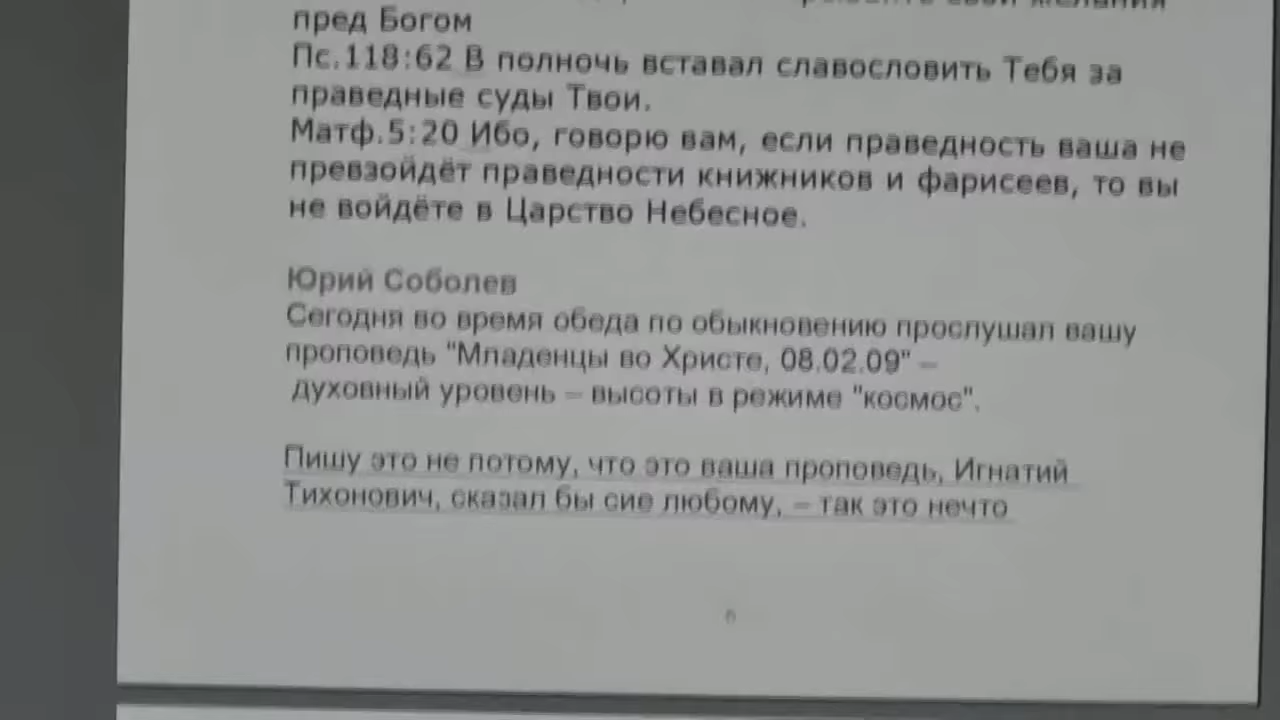 свои желания
пред Богом
Пс.118:62 В полночь вставал славословить Тебя за
праведные суды Твои.
Матф.5:20 Ибо, говорю вам, если праведность ваша не
превзойдёт праведности книжников и фарисеев, то вы
не войдёте в Царство Небесное.
Юрий Соболев
Сегодня во время обеда по обыкновению прослушал вашу
проповедь "Младенцы во Христе, 08.02.09" –
духовный уровень – высоты в режиме "космос".
Пишу это не потому, что это ваша проповедь, Игнатий
Тихонович, сказал бы сие любому, – так это нечто